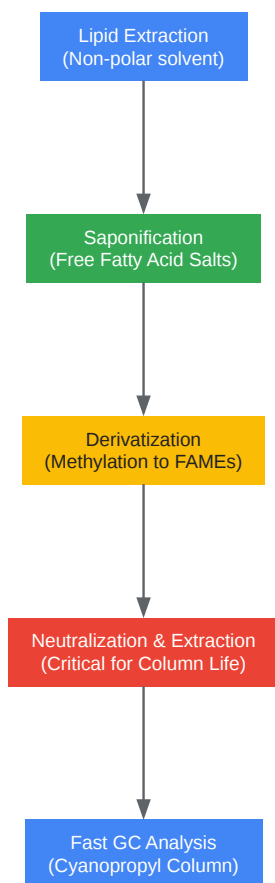 Lipid Extraction
(Non-polar solvent)
Saponification
(Free Fatty Acid Salts)
Derivatization
(Methylation to FAMEs)
Neutralization & Extraction
(Critical for Column Life)
Fast GC Analysis
(Cyanopropyl Column)